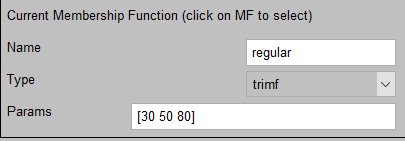 Current Membership Function (click on MF to select)
Name regular
Type trimf
Params [30 50 80]